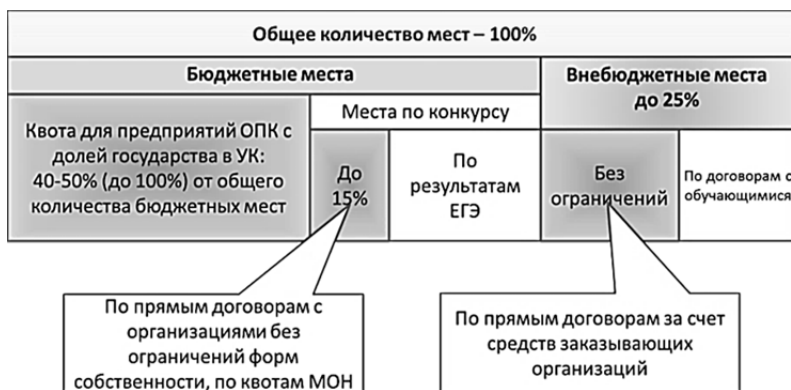 Общее количество мест – 100%
Бюджетные места
Внебюджетные места
до 25%
Квота для предприятий ОПК с
долей государства в УК:
40-50% (до 100%) от общего
количества бюджетных мест
Места по конкурсу
До
15%
По
результатам
ЕГЭ
Без
ограничений
По договорам с
обучающимися
По прямым договорам с
организациями без
ограничений форм
собственности, по квотам МОН
По прямым договорам за счет
средств заказывающих
организаций